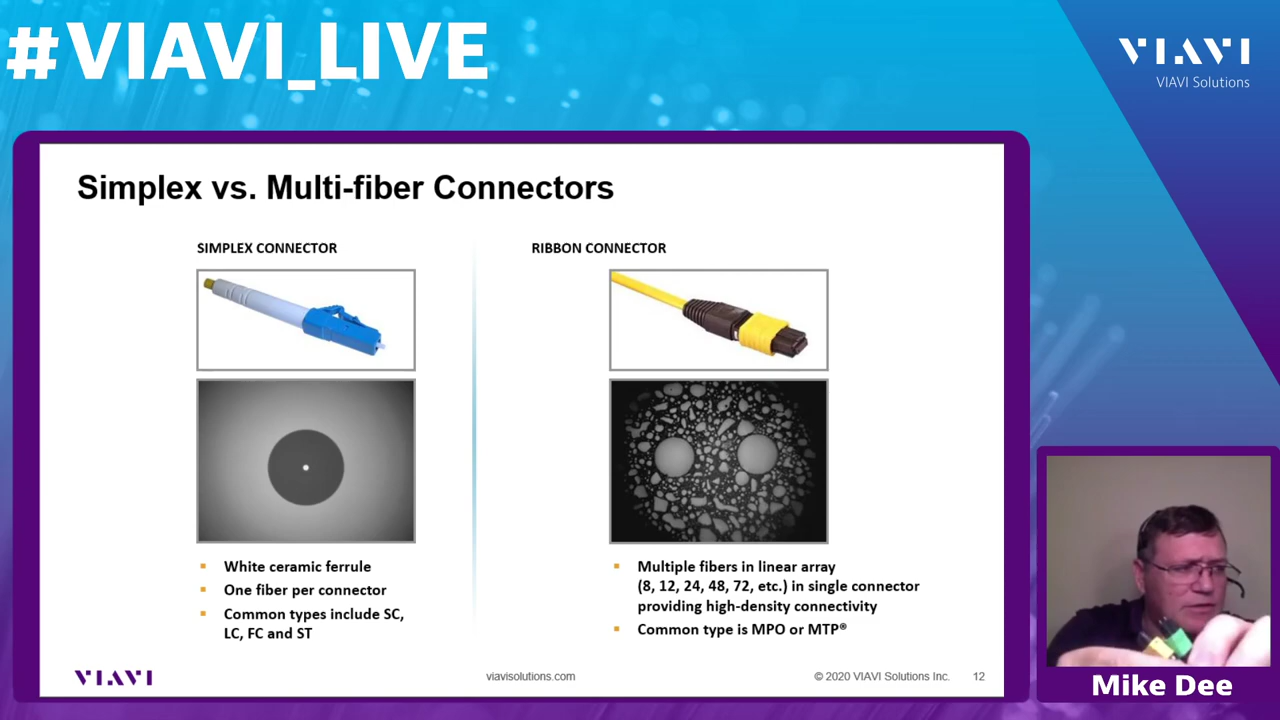 #VIAVI_LIVE
VIAVI
VIAVI Solutions
Simplex vs. Multi-fiber Connectors
SIMPLEX CONNECTOR
White ceramic ferrule
One fiber per connector
Common types include SC,
LC, FC and ST
RIBBON CONNECTOR
Multiple fibers in linear array
(8, 12, 24, 48, 72, etc.) in single connector
providing high-density connectivity
Common type is MPO or MTP®
VIAVI
viavisolutions.com
© 2020 VIAVI Solutions Inc.
12
Mike Dee